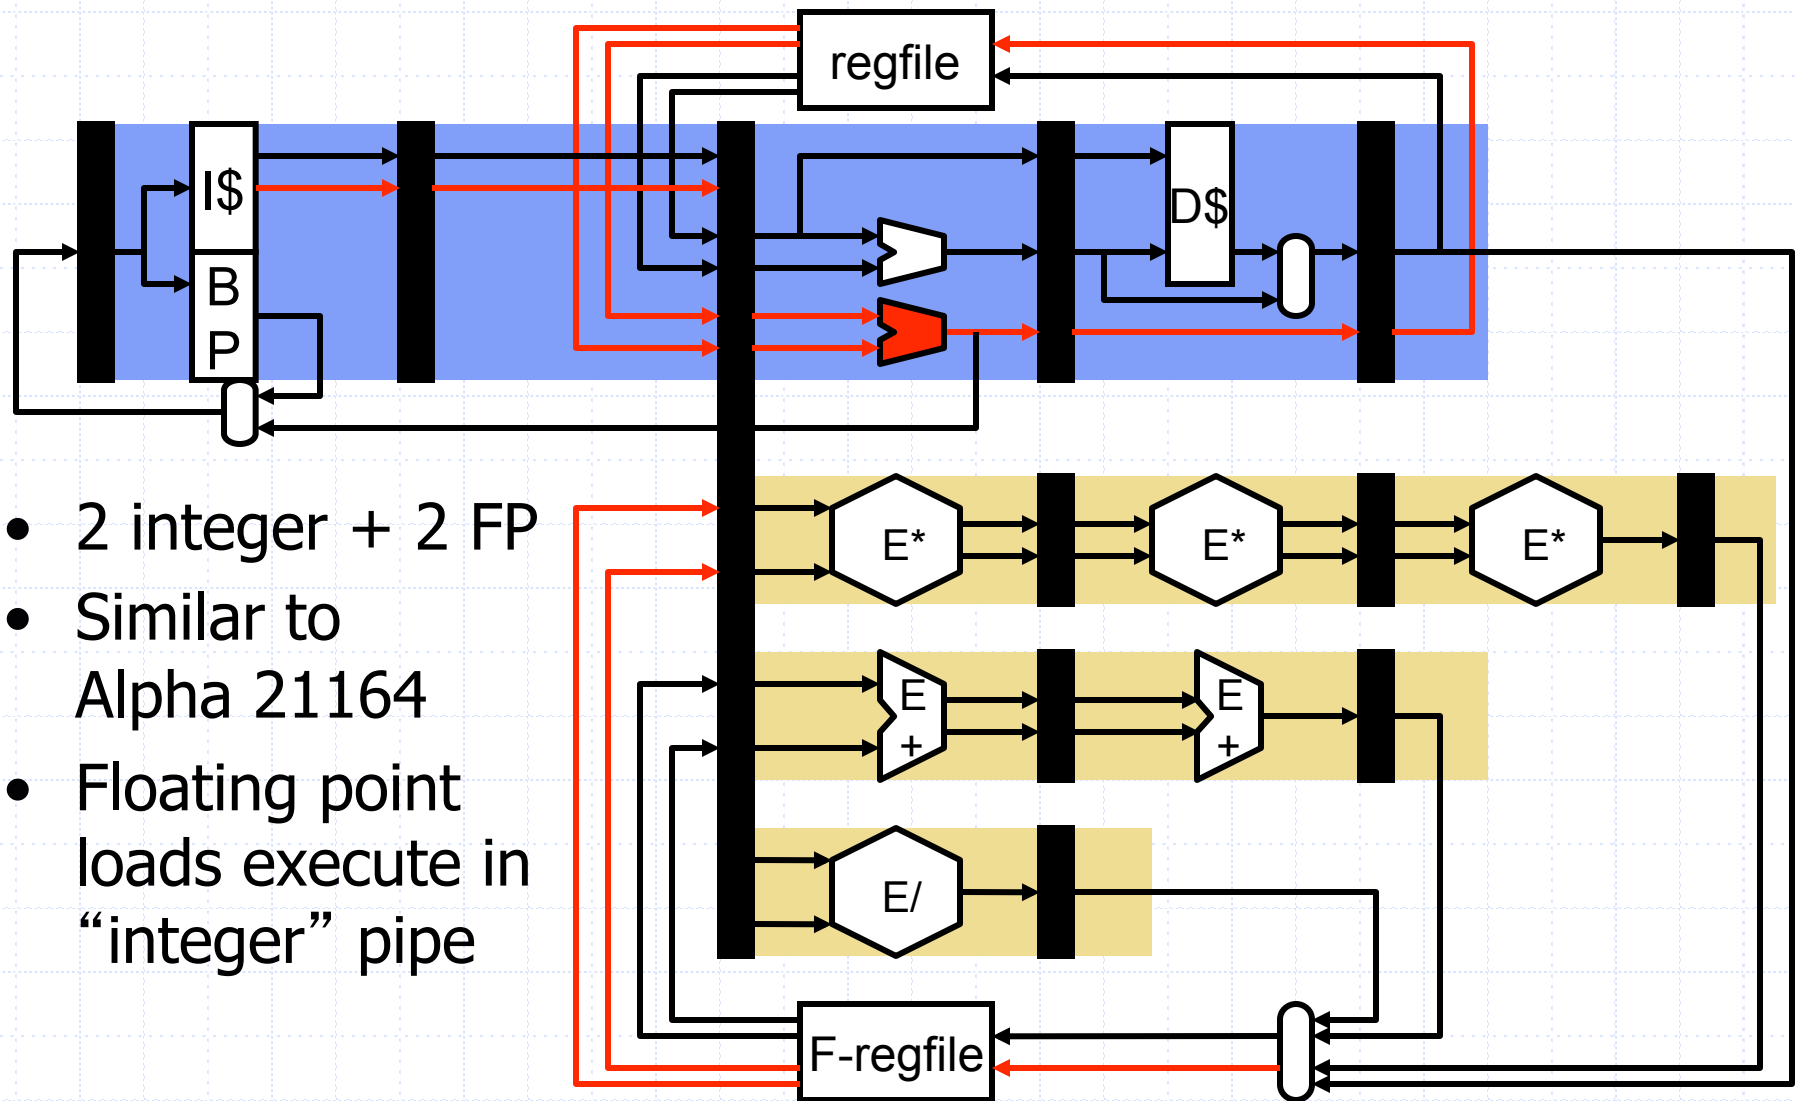 regfile
I$
D$
B
P
• 2 integer + 2 FP
E*
E*
E*
• Similar to
Alpha 21164
E
+
E
+
• Floating point
loads execute in
“integer” pipe
E/
F-regfile